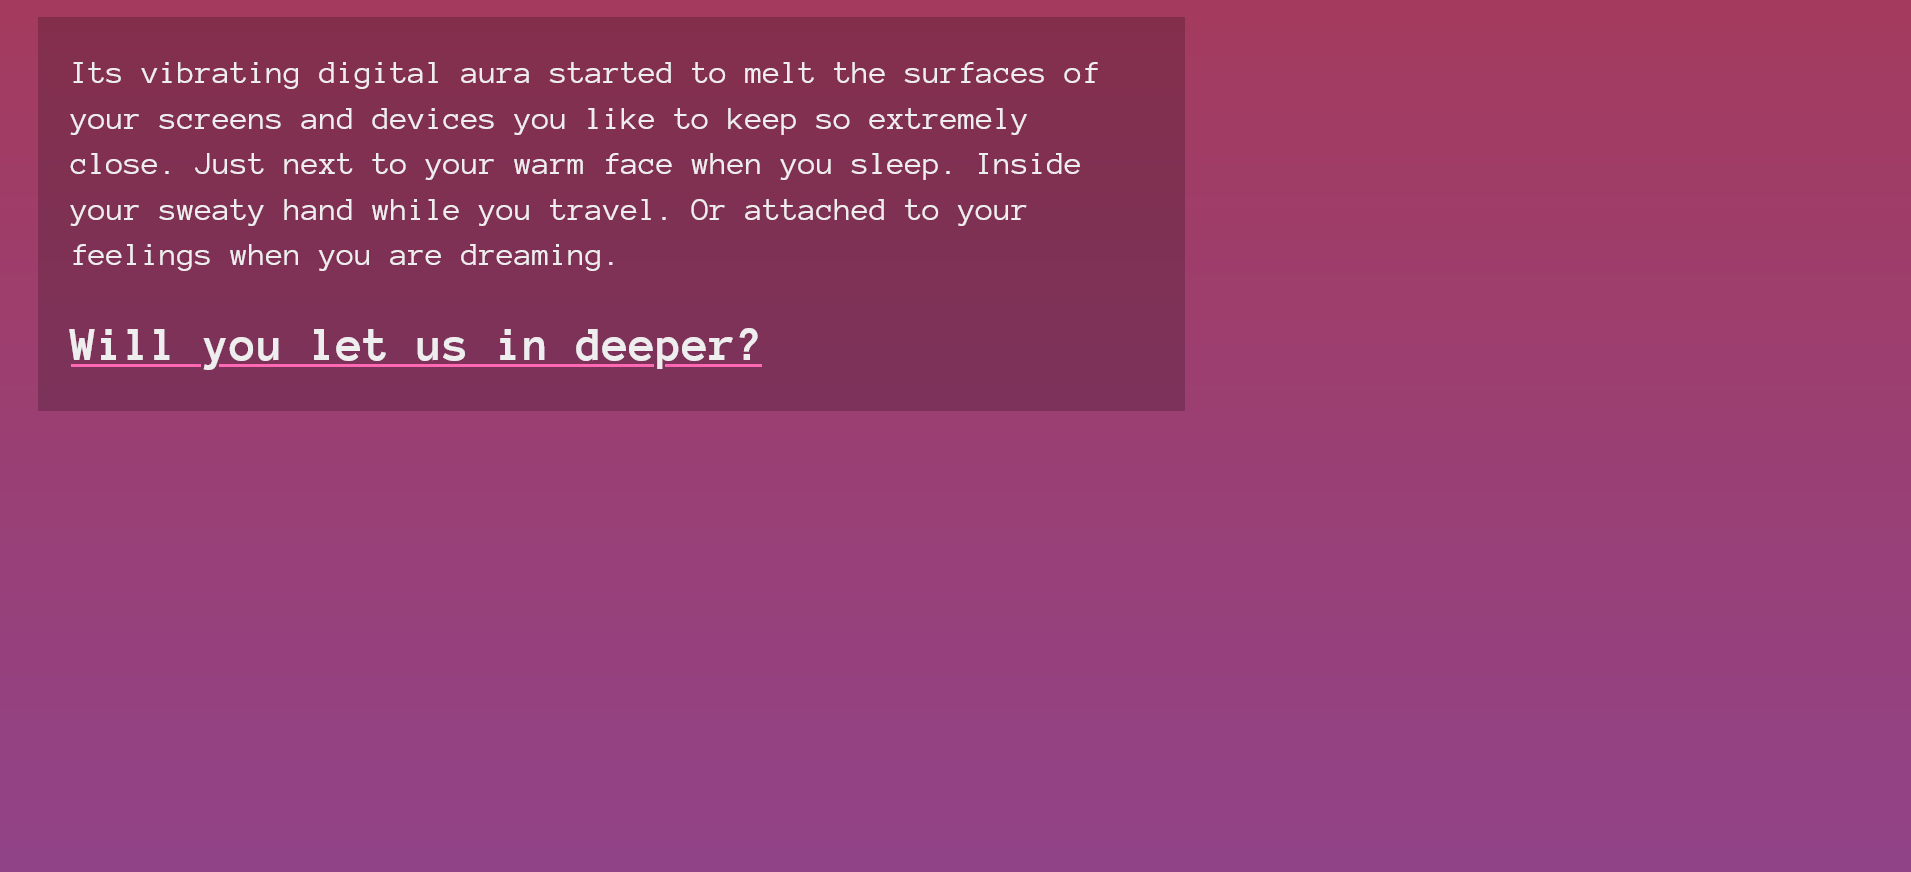 Its vibrating digital aura started to melt the surfaces of
your screens and devices you like to keep so extremely
close. Just next to your warm face when you sleep. Inside
your sweaty hand while you travel. Or attached to your
feelings when you are dreaming.
Will you let us in deeper?